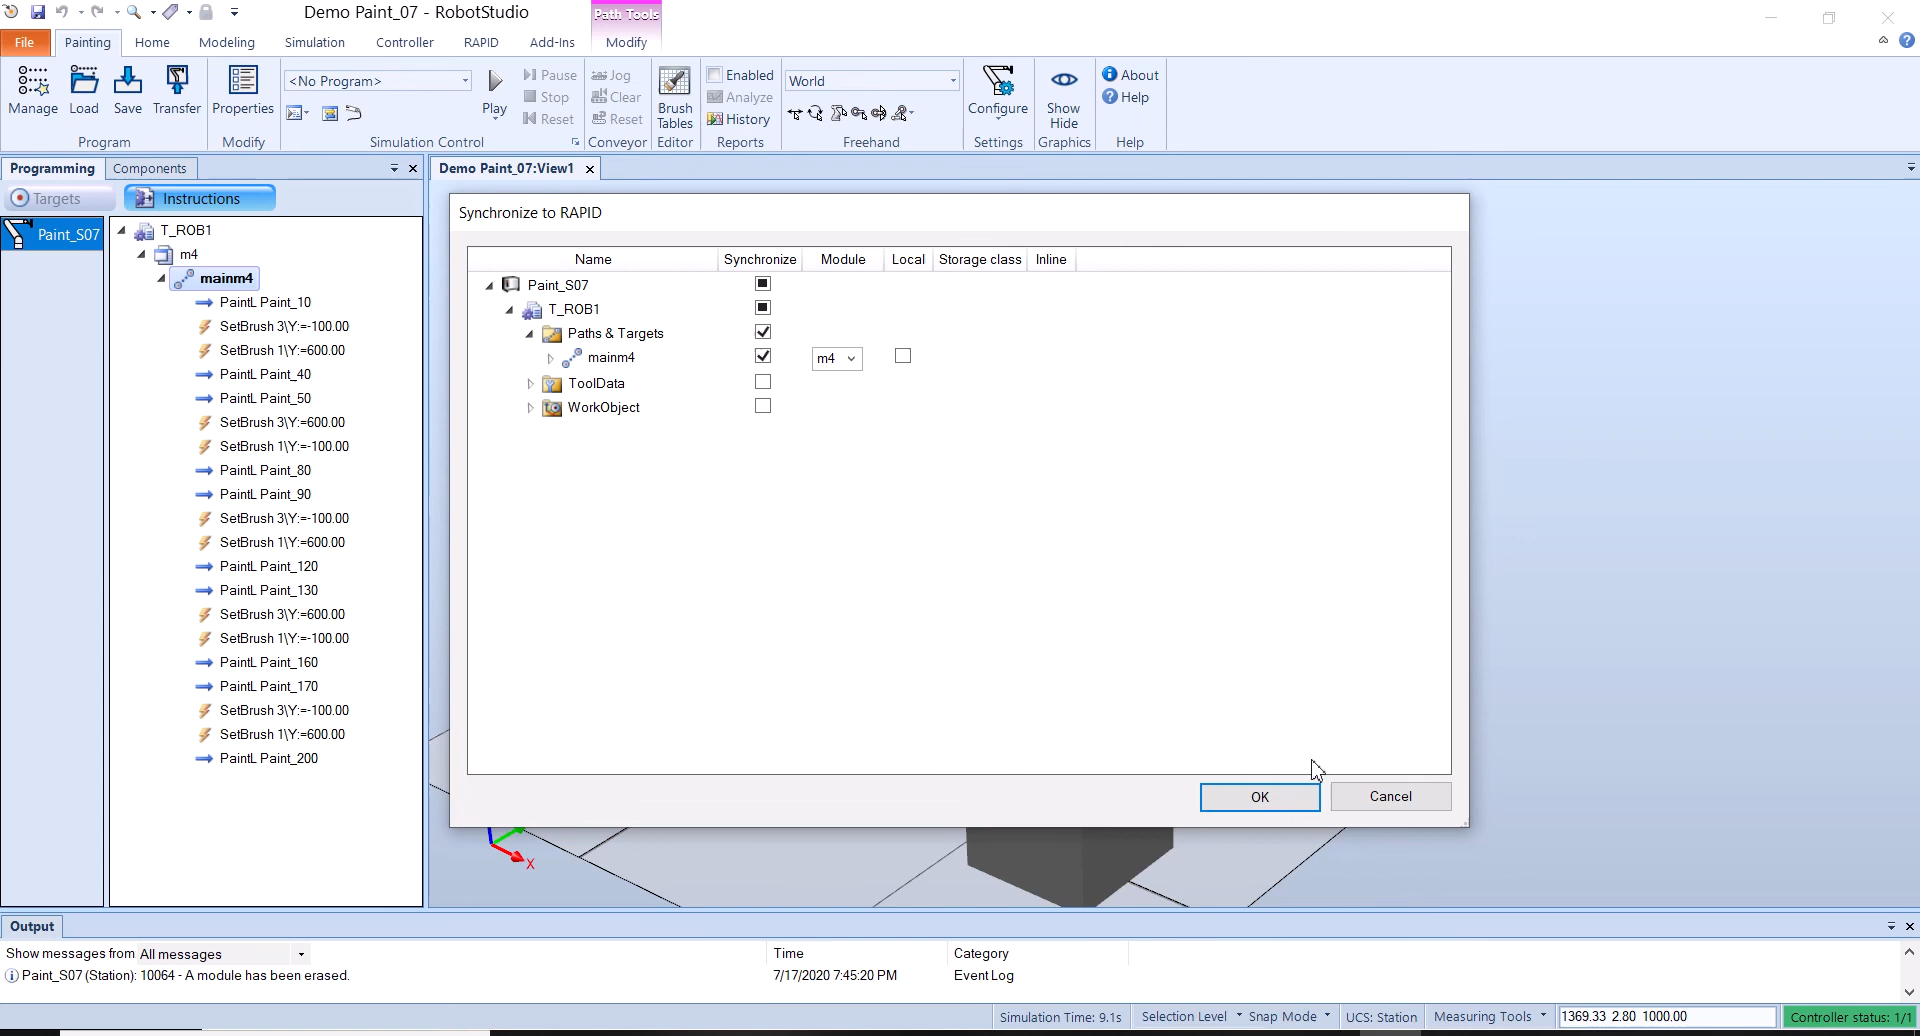 Demo Paint_07 - RobotStudio
Path Tools
File Painting Home Modeling Simulation Controller RAPID Add-Ins Modify
Manage Load Save Transfer
Program
Properties
Modify
<No Program>
Play
Pause
Stop
Reset
Simulation Control
Jog
Clear
Reset
Conveyor
Brush Tables
Editor
Enabled
Analyze
History
Reports
World
Freehand
Configure
Settings
Show Hide
Graphics
About
Help
Help
Programming Components
Demo Paint_07:View1
Targets Instructions
Paint_S07
T_ROB1
m4
mainm4
PaintL Paint_10
SetBrush 3\Y:=-100.00
SetBrush 1\Y:=600.00
PaintL Paint_40
PaintL Paint_50
SetBrush 3\Y:=600.00
SetBrush 1\Y:=-100.00
PaintL Paint_80
PaintL Paint_90
SetBrush 3\Y:=-100.00
SetBrush 1\Y:=600.00
PaintL Paint_120
PaintL Paint_130
SetBrush 3\Y:=600.00
SetBrush 1\Y:=-100.00
PaintL Paint_160
PaintL Paint_170
SetBrush 3\Y:=-100.00
SetBrush 1\Y:=600.00
PaintL Paint_200
Synchronize to RAPID
Name Synchronize Module Local Storage class Inline
Paint_S07
T_ROB1
Paths & Targets
mainm4 m4
ToolData
WorkObject
OK Cancel
X
Output
Show messages from All messages Time Category
Paint_S07 (Station): 10064 - A module has been erased. 7/17/2020 7:45:20 PM Event Log
Simulation Time: 9.1s Selection Level Snap Mode UCS: Station Measuring Tools 1369.33 2.80 1000.00 Controller status: 1/1